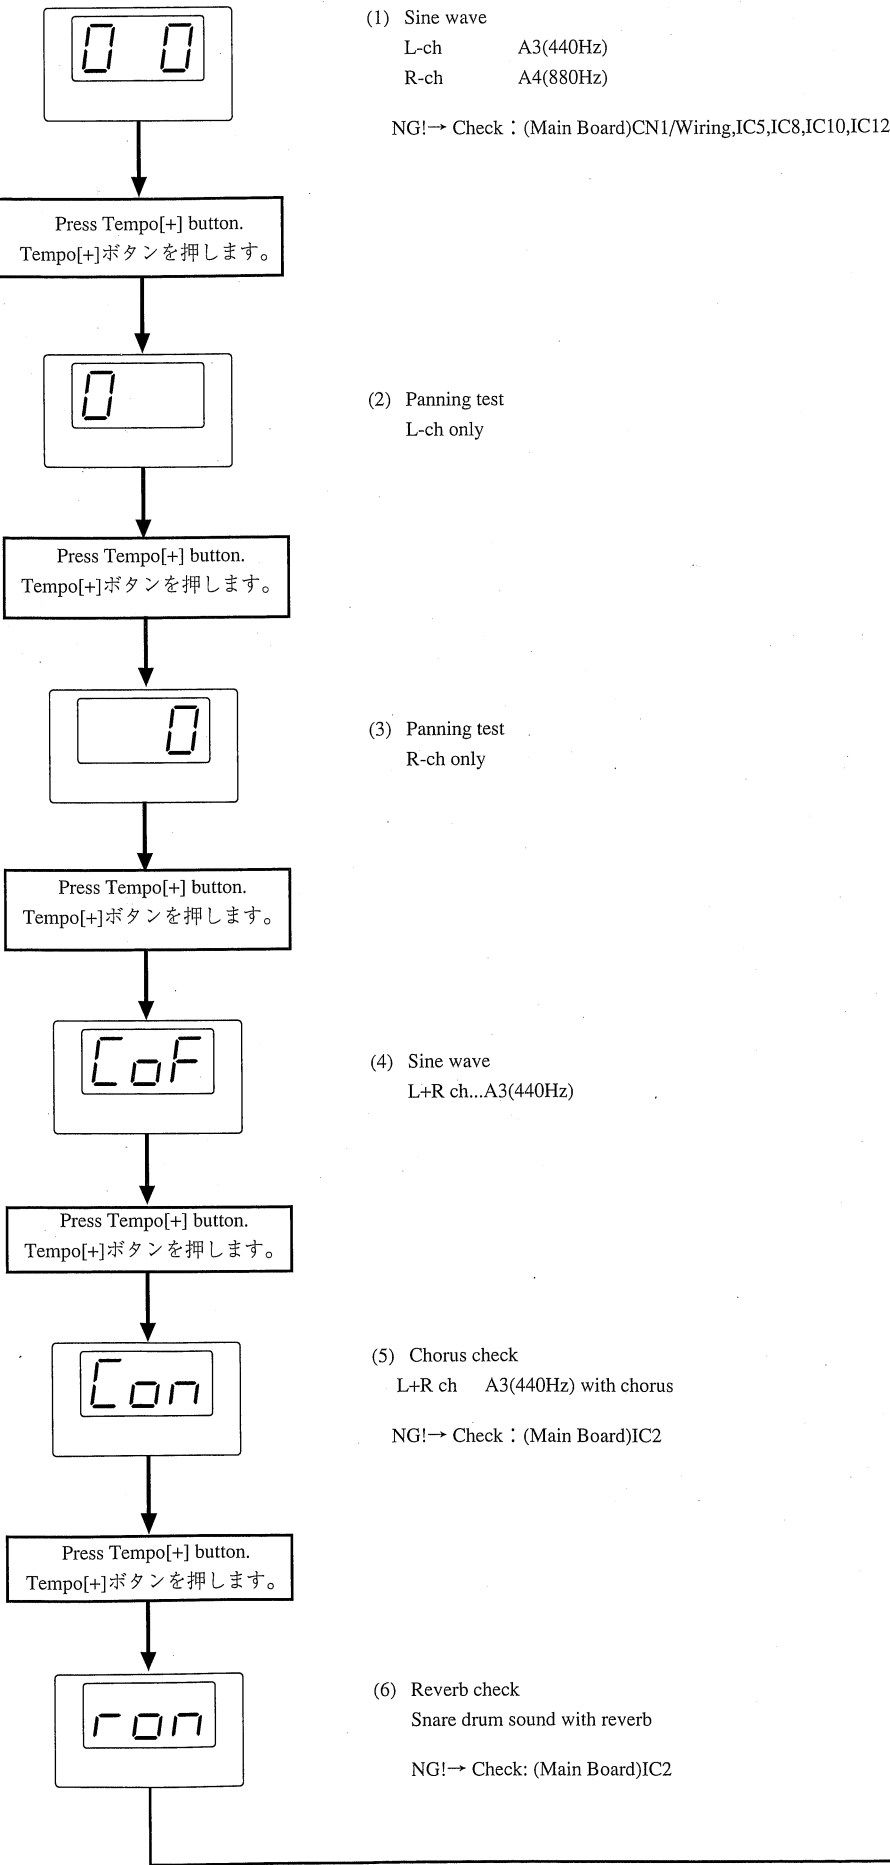 0 0
(1) Sine wave
L-ch A3(440Hz)
R-ch A4(880Hz)
NG!→ Check：(Main Board)CN1/Wiring,IC5,IC8,IC10,IC12
Press Tempo[+] button.
Tempo[+]ボタンを押します。
0
(2) Panning test
L-ch only
Press Tempo[+] button.
Tempo[+]ボタンを押します。
0
(3) Panning test
R-ch only
Press Tempo[+] button.
Tempo[+]ボタンを押します。
CoF
(4) Sine wave
L+R ch...A3(440Hz)
Press Tempo[+] button.
Tempo[+]ボタンを押します。
Con
(5) Chorus check
L+R ch A3(440Hz) with chorus
NG!→ Check：(Main Board)IC2
Press Tempo[+] button.
Tempo[+]ボタンを押します。
ron
(6) Reverb check
Snare drum sound with reverb
NG!→ Check: (Main Board)IC2